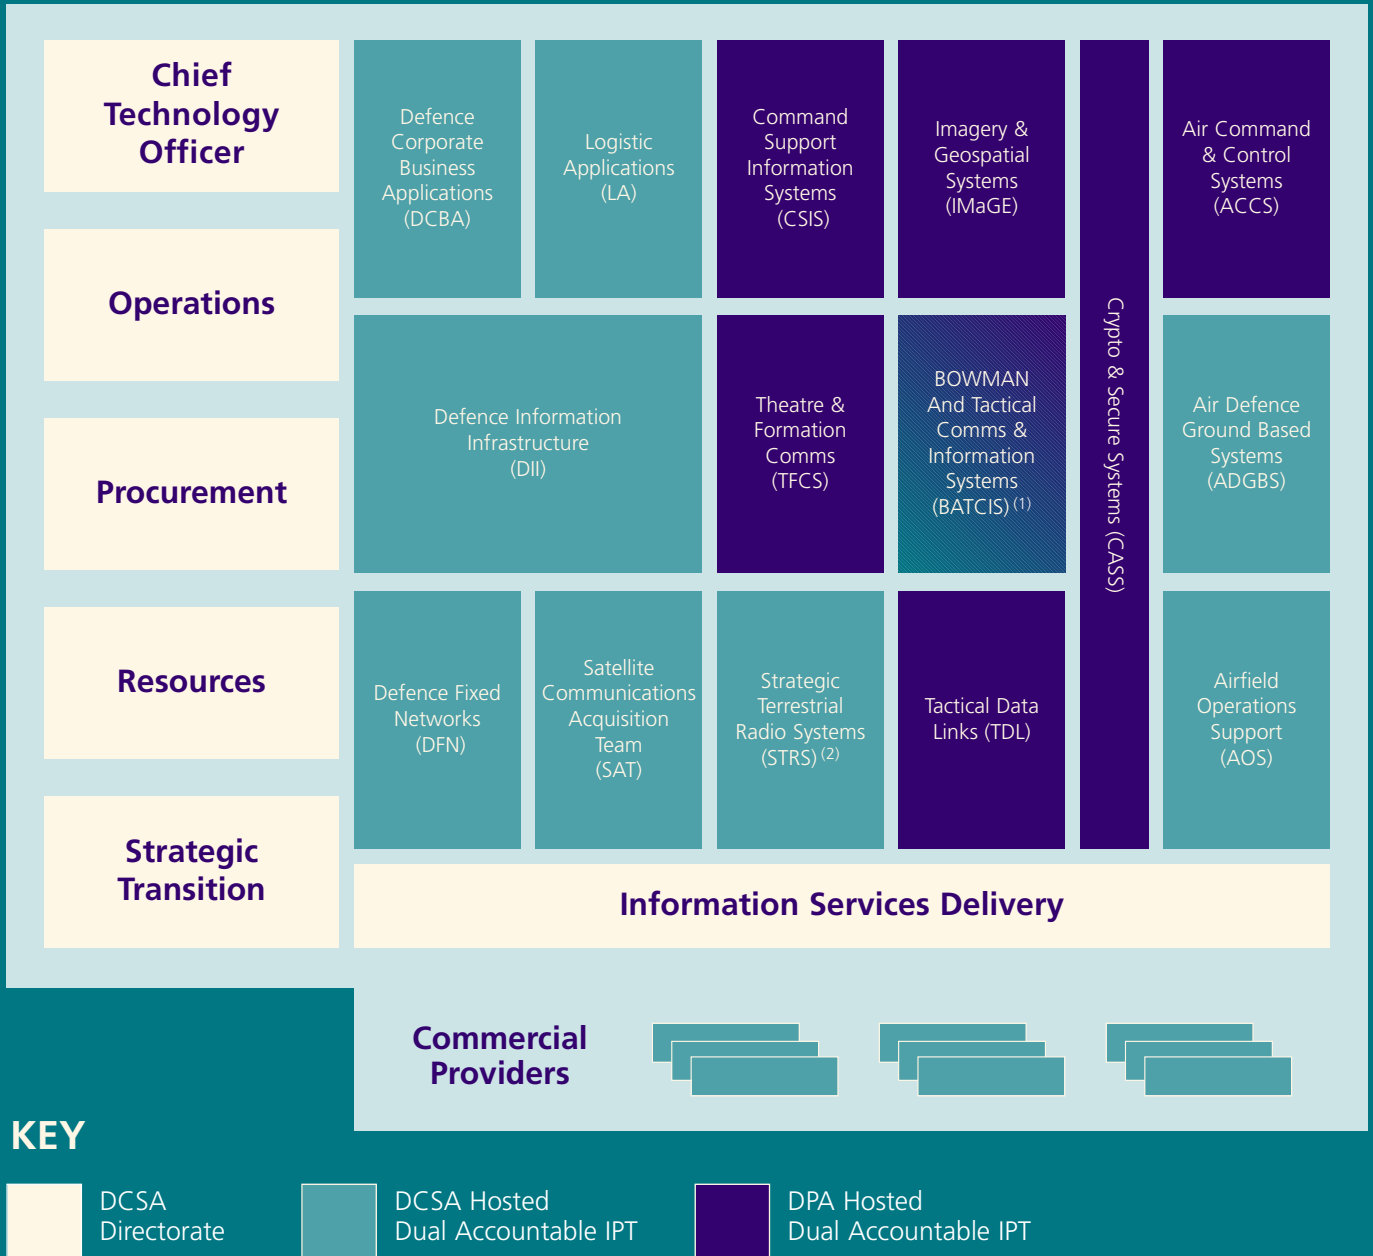 Chief
Technology
Officer
Operations
Procurement
Resources
Strategic
Transition
Defence
Corporate
Business
Applications
(DCBA)
Logistic
Applications
(LA)
Command
Support
Information
Systems
(CSIS)
Imagery &
Geospatial
Systems
(IMaGE)
Crypto & Secure Systems (CASS)
Air Command
& Control
Systems
(ACCS)
Defence Information
Infrastructure
(DII)
Theatre &
Formation
Comms
(TFCS)
BOWMAN
And Tactical
Comms &
Information
Systems
(BATCIS) (1)
Air Defence
Ground Based
Systems
(ADGBS)
Defence Fixed
Networks
(DFN)
Satellite
Communications
Acquisition
Team
(SAT)
Strategic
Terrestrial
Radio Systems
(STRS) (2)
Tactical Data
Links (TDL)
Airfield
Operations
Support
(AOS)
Information Services Delivery
Commercial
Providers
KEY
DCSA
Directorate
DCSA Hosted
Dual Accountable IPT
DPA Hosted
Dual Accountable IPT